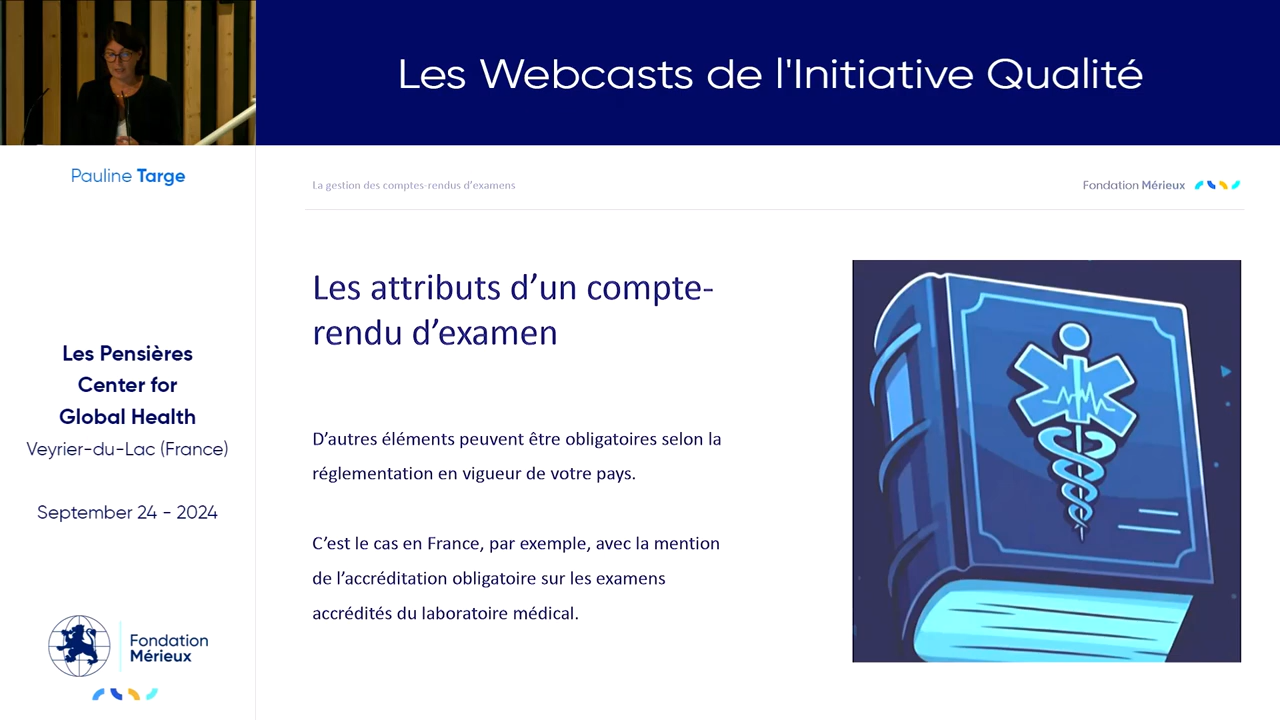 Les Webcasts de l'Initiative Qualité
Pauline Targe
Les Pensières
Center for
Global Health
Veyrier-du-Lac (France)
September 24 - 2024
Fondation
Mérieux
La gestion des comptes-rendus d’examens
Fondation Mérieux
Les attributs d’un compte-
rendu d’examen
D’autres éléments peuvent être obligatoires selon la
réglementation en vigueur de votre pays.
C’est le cas en France, par exemple, avec la mention
de l’accréditation obligatoire sur les examens
accrédités du laboratoire médical.